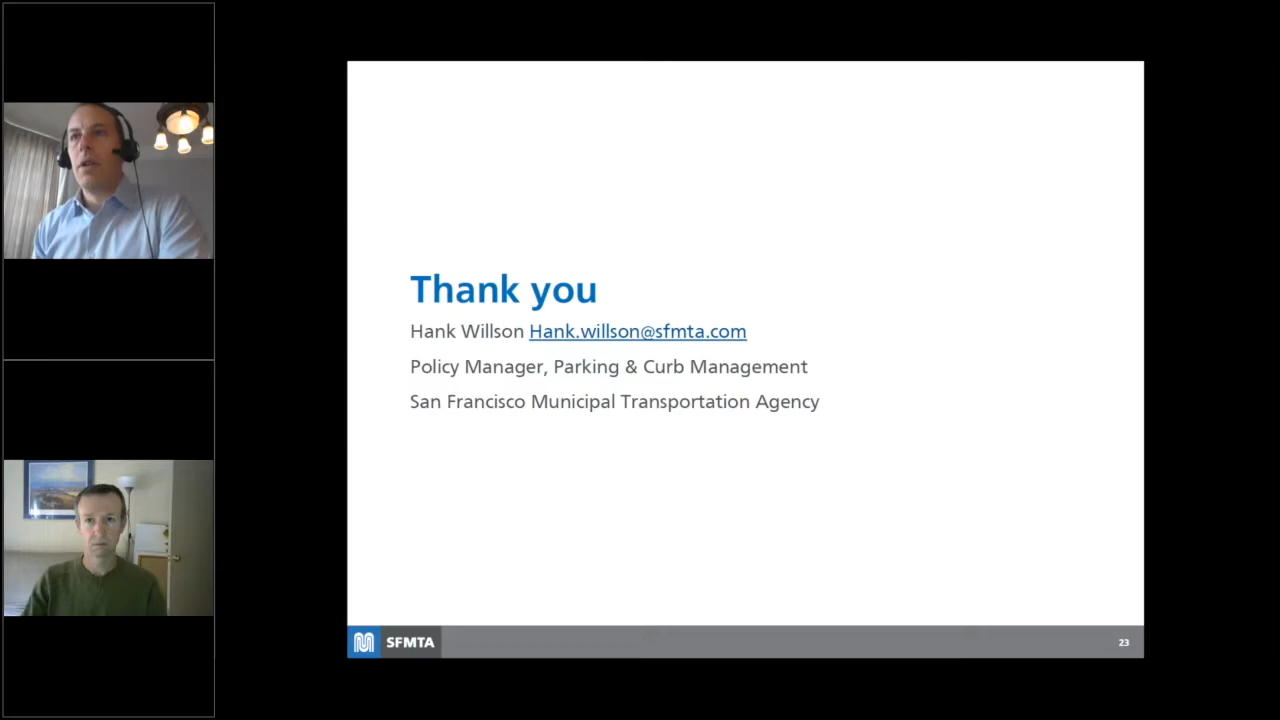 Thank you
Hank Willson Hank.willson@sfmta.com
Policy Manager, Parking & Curb Management
San Francisco Municipal Transportation Agency
SFMTA
23